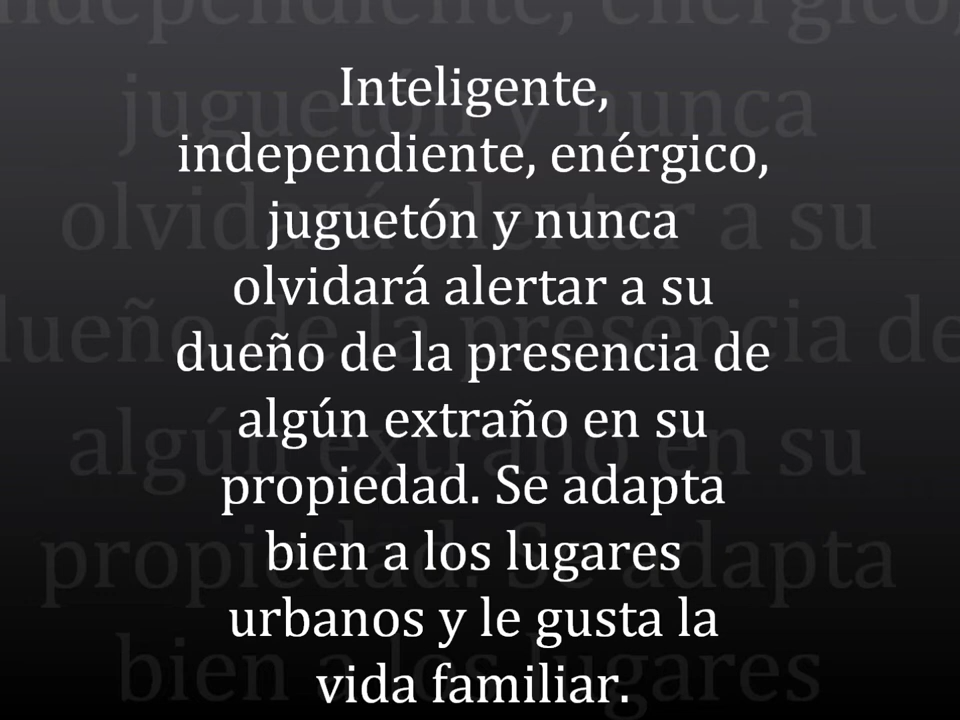 Inteligente,
independiente, enérgico,
juguetón y nunca
olvidará alertar a su
dueño de la presencia de
algún extraño en su
propiedad. Se adapta
bien a los lugares
urbanos y le gusta la
vida familiar.